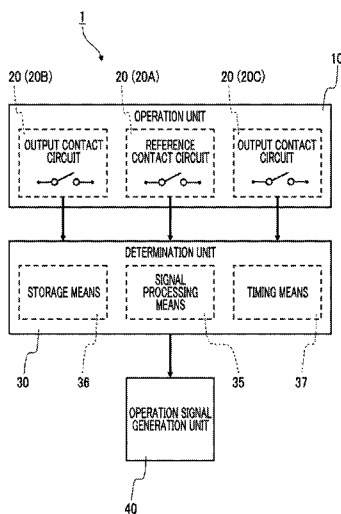 1
20 (20B)
20 (20A)
20 (20C)
10
OPERATION UNIT
OUTPUT CONTACT
CIRCUIT
REFERENCE
CONTACT CIRCUIT
OUTPUT CONTACT
CIRCUIT
DETERMINATION UNIT
STORAGE MEANS
SIGNAL
PROCESSING
MEANS
TIMING MEANS
30
36
35
37
OPERATION SIGNAL
GENERATION UNIT
40